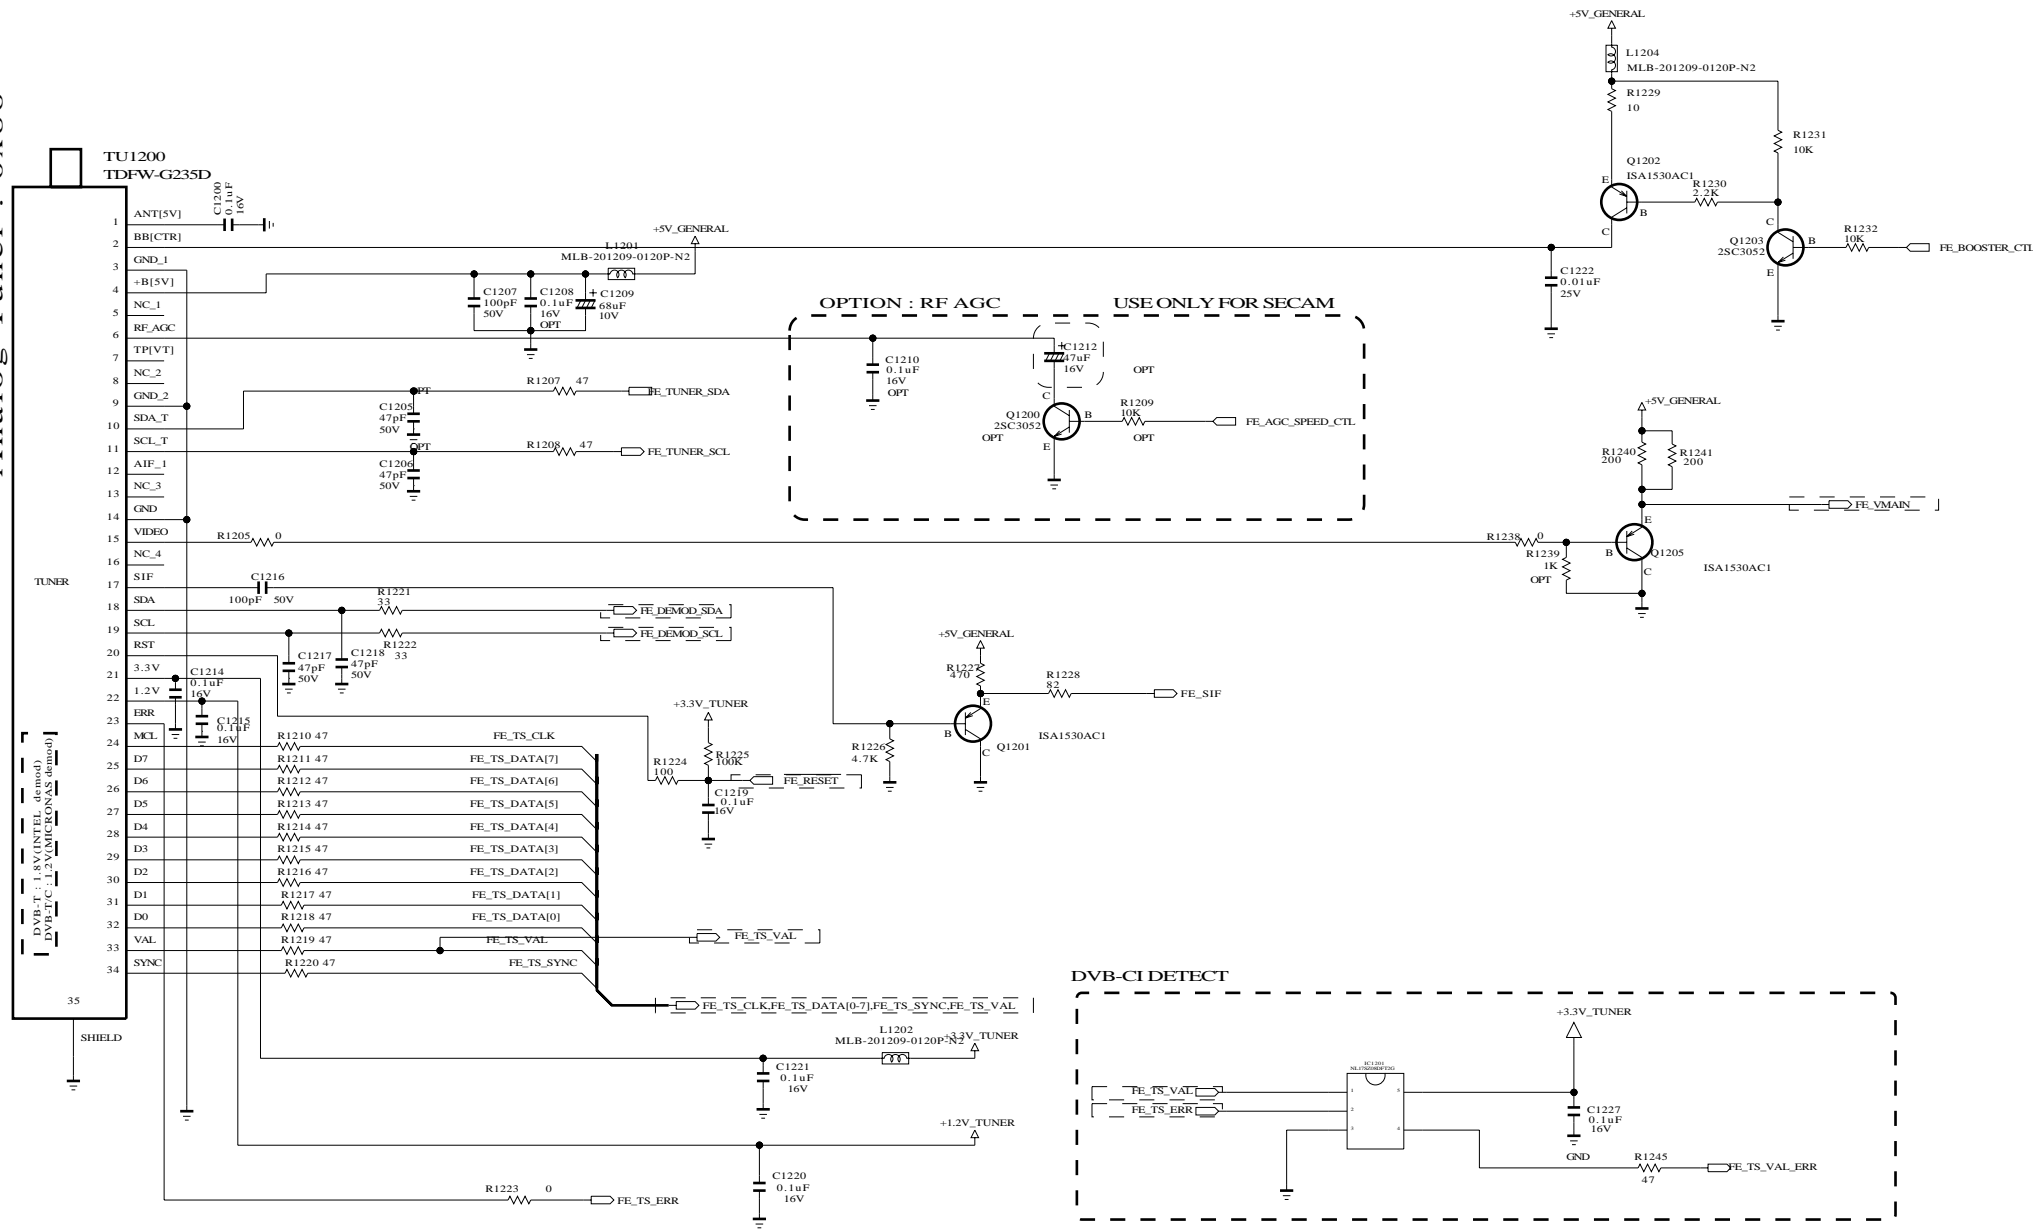 +5V_GENERAL
L1204
MLB-201209-0120P-N2
R1229
10
R1231
10K
Q1202
ISA1530AC1
E
B
C
R1230
2.2K
C
B
E
Q1203
2SC3052
R1232
10K
FE_BOOSTER_CTL
C1222
0.01uF
25V
TU1200
TDFW-G235D
C1200
0.1uF
16V
1 ANT[5V]
2 BB[CTR]
3 GND_1
4 +B[5V]
5 NC_1
6 RF_AGC
7 TP[VT]
8 NC_2
9 GND_2
10 SDA_T
11 SCL_T
12 AIF_1
13 NC_3
14 GND
15 VIDEO
16 NC_4
17 SIF
18 SDA
19 SCL
20 RST
21 3.3V
22 1.2V
23 ERR
24 MCL
25 D7
26 D6
27 D5
28 D4
29 D3
30 D2
31 D1
32 D0
33 VAL
34 SYNC
35
SHIELD
TUNER
DVB-T : 1.8V(INTEL demod)
DVB-T/C : 1.2V(MICRONAS demod)
+5V_GENERAL
L1201
MLB-201209-0120P-N2
C1207
100pF
50V
C1208
0.1uF
16V
OPT
+
C1209
68uF
10V
OPTION : RF AGC
USE ONLY FOR SECAM
C1210
0.1uF
16V
OPT
+
C1212
47uF
16V
OPT
Q1200
2SC3052
OPT
C
B
E
R1209
10K
OPT
FE_AGC_SPEED_CTL
R1207 47
FE_TUNER_SDA
OPT
C1205
47pF
50V
R1208 47
FE_TUNER_SCL
OPT
C1206
47pF
50V
+5V_GENERAL
R1240
200
R1241
200
FE_VMAIN
R1205 0
R1238 0
R1239
1K
OPT
E
B
C
Q1205
ISA1530AC1
C1216
100pF 50V
R1221
33
FE_DEMOD_SDA
FE_DEMOD_SCL
R1222
33
C1217
47pF
50V
C1218
47pF
50V
C1214
0.1uF
16V
C1215
0.1uF
16V
+5V_GENERAL
R1227
470
R1228
82
FE_SIF
E
B
C
Q1201
ISA1530AC1
R1226
4.7K
+3.3V_TUNER
R1225
100K
R1224
100
FE_RESET
C1219
0.1uF
16V
R1210 47 FE_TS_CLK
R1211 47 FE_TS_DATA[7]
R1212 47 FE_TS_DATA[6]
R1213 47 FE_TS_DATA[5]
R1214 47 FE_TS_DATA[4]
R1215 47 FE_TS_DATA[3]
R1216 47 FE_TS_DATA[2]
R1217 47 FE_TS_DATA[1]
R1218 47 FE_TS_DATA[0]
R1219 47 FE_TS_VAL
R1220 47 FE_TS_SYNC
FE_TS_VAL
FE_TS_CLK,FE_TS_DATA[0-7],FE_TS_SYNC,FE_TS_VAL
L1202
MLB-201209-0120P-N2
+3.3V_TUNER
C1221
0.1uF
16V
+1.2V_TUNER
C1220
0.1uF
16V
R1223 0
FE_TS_ERR
DVB-CI DETECT
+3.3V_TUNER
IC1201
NL17SZ08DFT2G
1
2
3
5
4
FE_TS_VAL
FE_TS_ERR
C1227
0.1uF
16V
GND
R1245
47
FE_TS_VAL_ERR